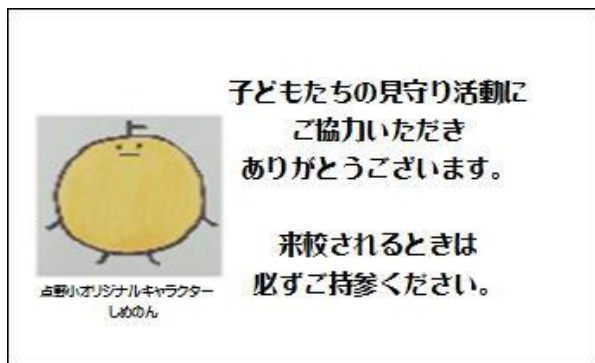 子どもたちの見守り活動に
ご協力いただき
ありがとうございます。
来校されるときは
必ずご持参ください。
点野小オリジナルキャラクター
しめのん